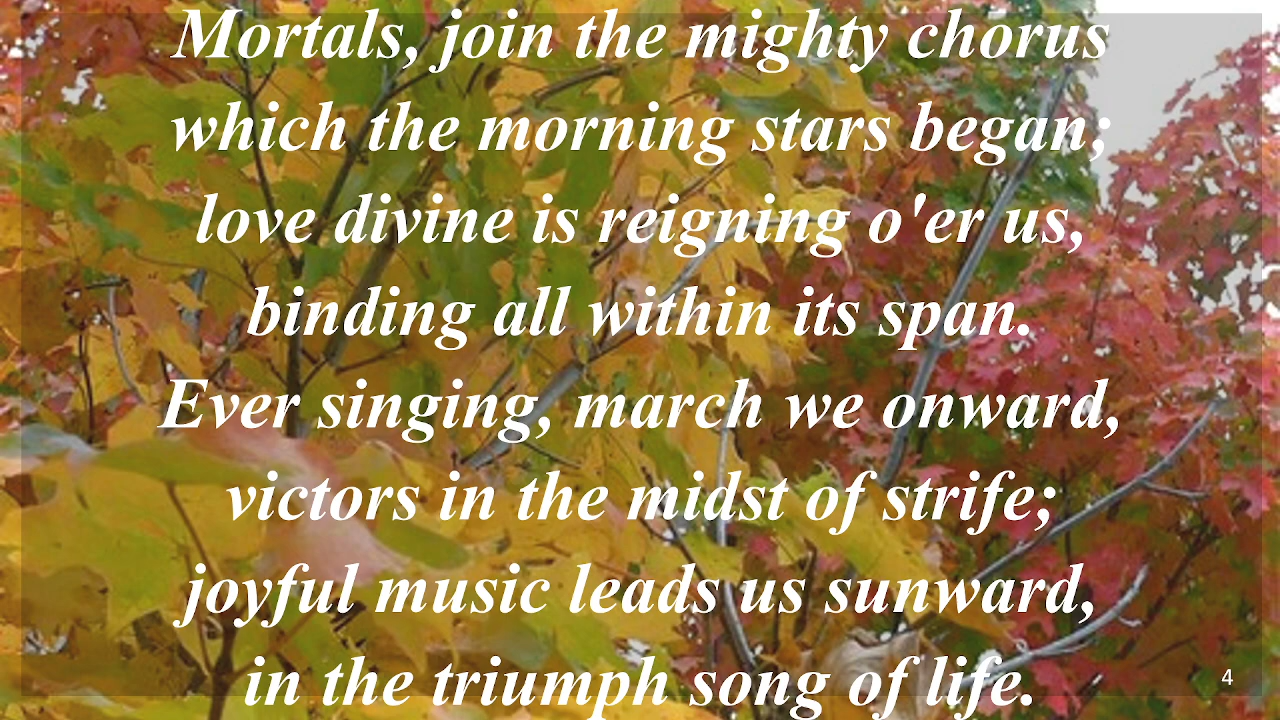 Mortals, join the mighty chorus
which the morning stars began;
love divine is reigning o'er us,
binding all within its span.
Ever singing, march we onward,
victors in the midst of strife;
joyful music leads us sunward,
in the triumph song of life.
4